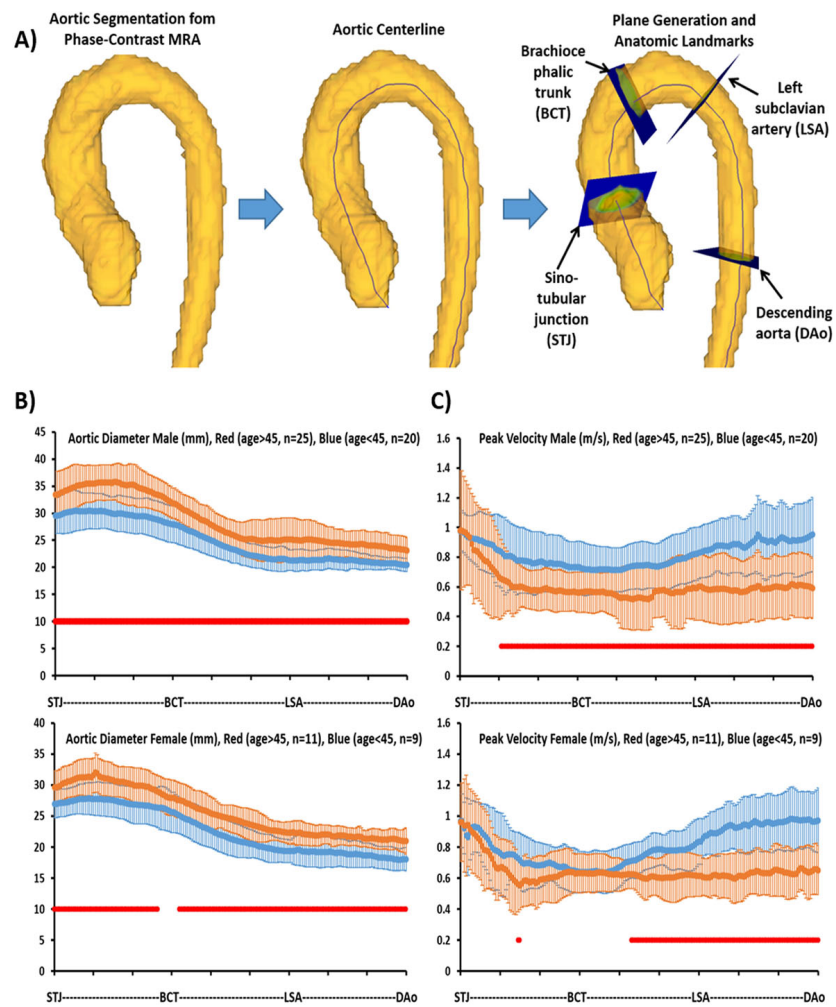 A)
Aortic Segmentation fom
Phase-Contrast MRA
Aortic Centerline
Plane Generation and
Anatomic Landmarks
Brachioce
phalic
trunk
(BCT)
Left
subclavian
artery (LSA)
Sino-
tubular
junction
(STJ)
Descending
aorta (DAo)
B)
Aortic Diameter Male (mm), Red (age>45, n=25), Blue (age<45, n=20)
45
40
35
30
25
20
15
10
5
0
STJ-----------------------BCT---------------------LSA--------------------DAo
Aortic Diameter Female (mm), Red (age>45, n=11), Blue (age<45, n=9)
40
35
30
25
20
15
10
5
0
STJ-----------------------BCT---------------------LSA--------------------DAo
C)
Peak Velocity Male (m/s), Red (age>45, n=25), Blue (age<45, n=20)
1.6
1.4
1.2
1
0.8
0.6
0.4
0.2
0
STJ-----------------------BCT---------------------LSA--------------------DAo
Peak Velocity Female (m/s), Red (age>45, n=11), Blue (age<45, n=9)
1.6
1.4
1.2
1
0.8
0.6
0.4
0.2
0
STJ-----------------------BCT---------------------LSA--------------------DAo